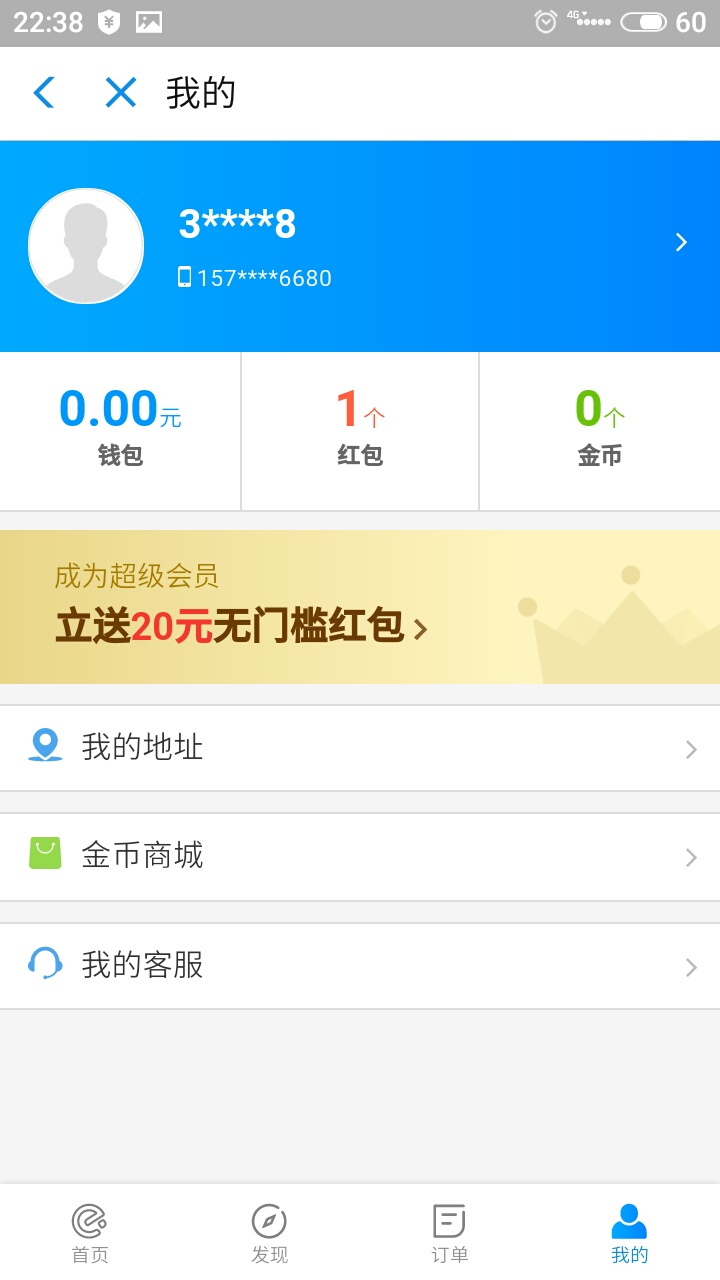 22:38 4G 60
我的
3****8
157****6680
0.00元 1个 0个
钱包 红包 金币
成为超级会员
立送20元无门槛红包
我的地址
金币商城
我的客服
首页 发现 订单 我的